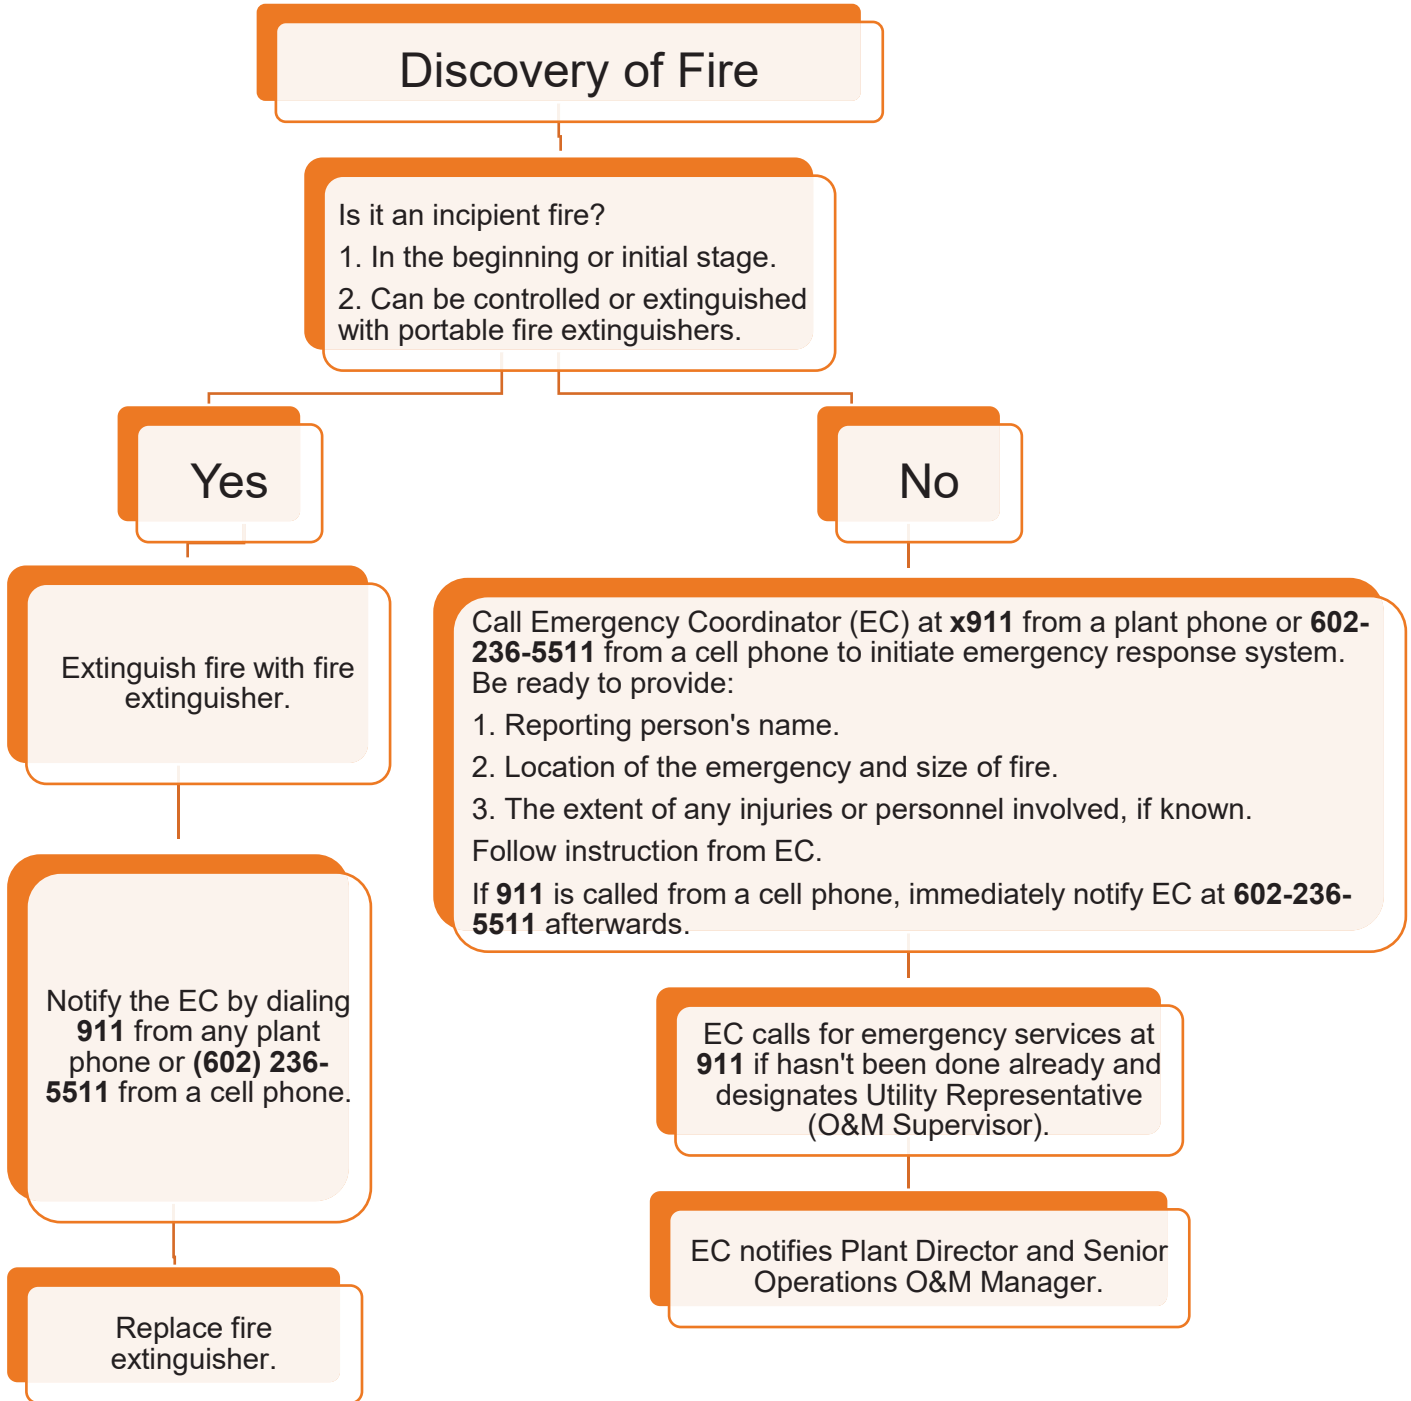 Discovery of Fire
Is it an incipient fire?
1. In the beginning or initial stage.
2. Can be controlled or extinguished
with portable fire extinguishers.
Yes
No
Extinguish fire with fire
extinguisher.
Notify the EC by dialing
911 from any plant
phone or (602) 236-
5511 from a cell phone.
Replace fire
extinguisher.
Call Emergency Coordinator (EC) at x911 from a plant phone or 602-
236-5511 from a cell phone to initiate emergency response system.
Be ready to provide:
1. Reporting person's name.
2. Location of the emergency and size of fire.
3. The extent of any injuries or personnel involved, if known.
Follow instruction from EC.
If 911 is called from a cell phone, immediately notify EC at 602-236-
5511 afterwards.
EC calls for emergency services at
911 if hasn't been done already and
designates Utility Representative
(O&M Supervisor).
EC notifies Plant Director and Senior
Operations O&M Manager.